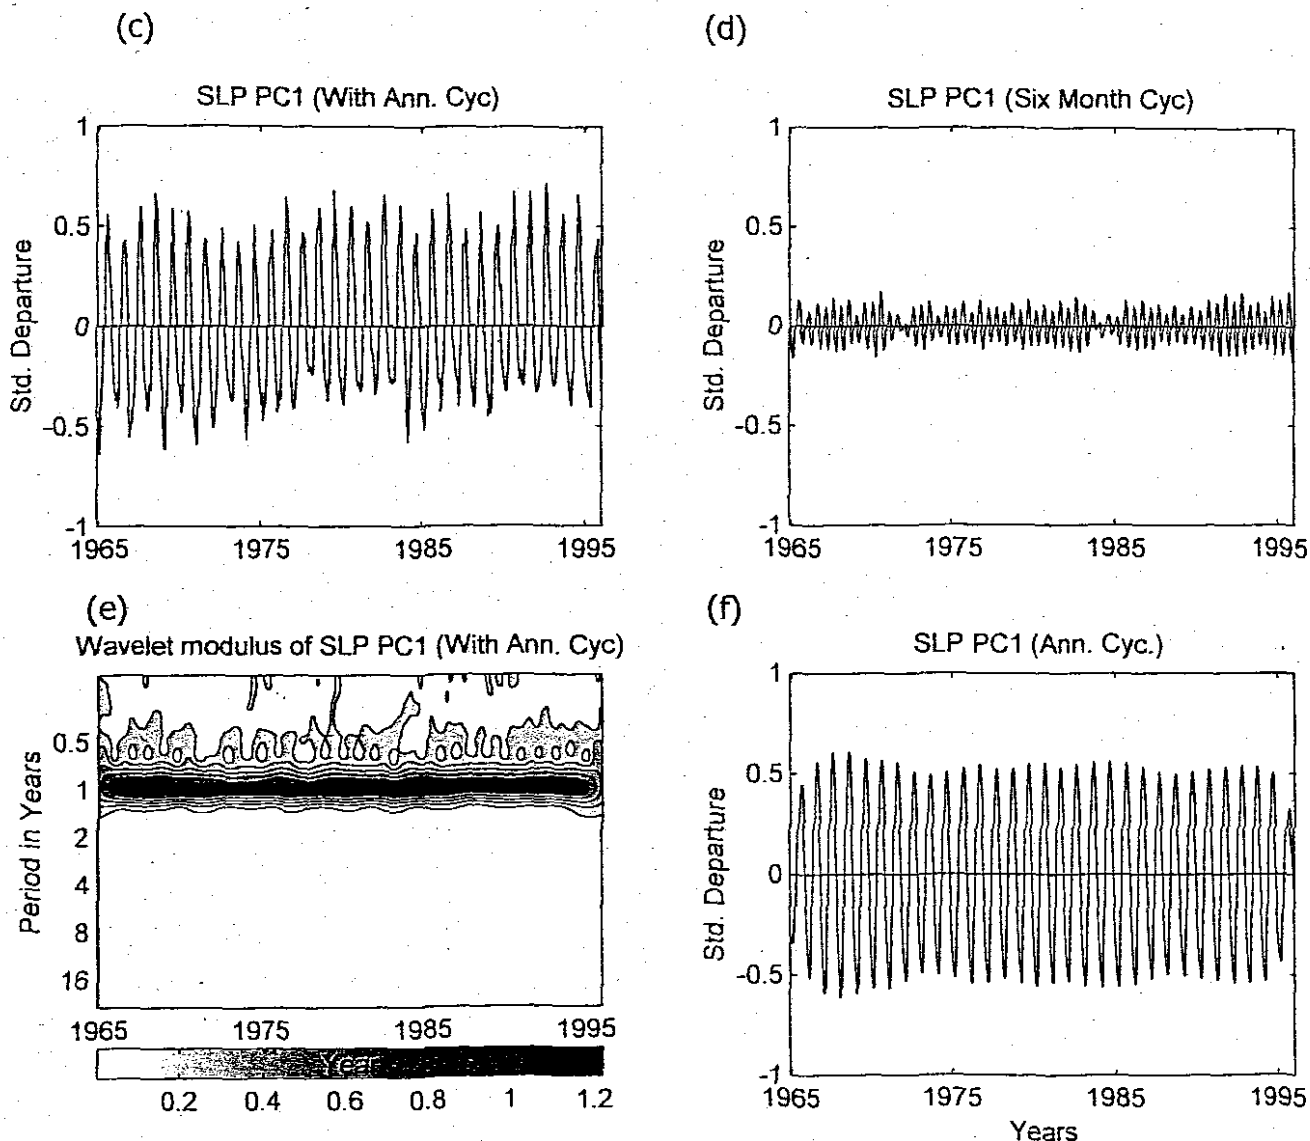 (c)
SLP PC1 (With Ann. Cyc)
1
0.5
0
-0.5
-1
Std. Departure
1965 1975 1985 1995
(d)
SLP PC1 (Six Month Cyc)
1
0.5
0
-0.5
-1
Std. Departure
1965 1975 1985 1995
(e)
Wavelet modulus of SLP PC1 (With Ann. Cyc)
0.5
1
2
4
8
16
Period in Years
1965 1975 1985 1995
Year
0.2 0.4 0.6 0.8 1 1.2
(f)
SLP PC1 (Ann. Cyc.)
1
0.5
0
-0.5
-1
Std. Departure
1965 1975 1985 1995
Years